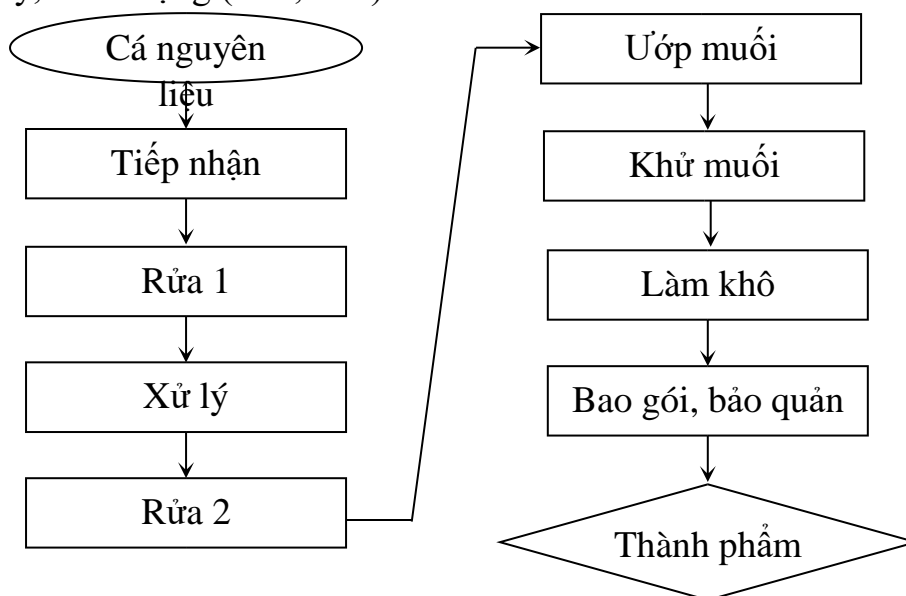 Cá nguyên
liệu
Tiếp nhận
Rửa 1
Xử lý
Rửa 2
Ướp muối
Khử muối
Làm khô
Bao gói, bảo quản
Thành phẩm